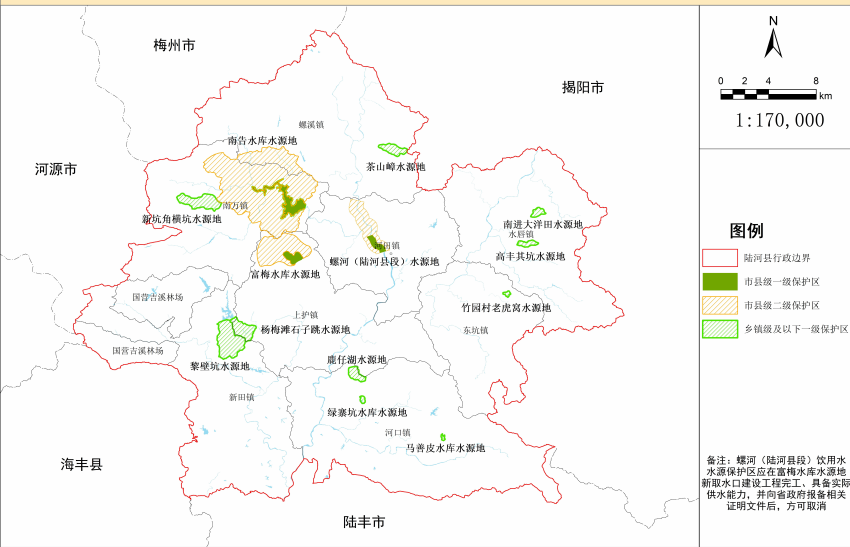 梅州市
揭阳市
河源市
海丰县
陆丰市
螺溪镇
南告水库水源地
茶山嶂水源地
南万镇
新坑角横坑水源地
河田镇
螺河（陆河县段）水源地
富梅水库水源地
南进大洋田水源地
水唇镇
高丰其坑水源地
国营吉溪林场
上护镇
杨梅滩石子跳水源地
竹园村老虎窝水源地
东坑镇
国营吉溪林场
黎壁坑水源地
鹿仔湖水源地
新田镇
绿寨坑水库水源地
河口镇
马善皮水库水源地
N
0 2 4 8
km
1:170,000
图例
陆河县行政边界
市县级一级保护区
市县级二级保护区
乡镇级及以下一级保护区
备注：螺河（陆河县段）饮用水
水源保护区应在富梅水库水源地
新取水口建设工程完工、具备实际
供水能力，并向省政府报备相关
证明文件后，方可取消